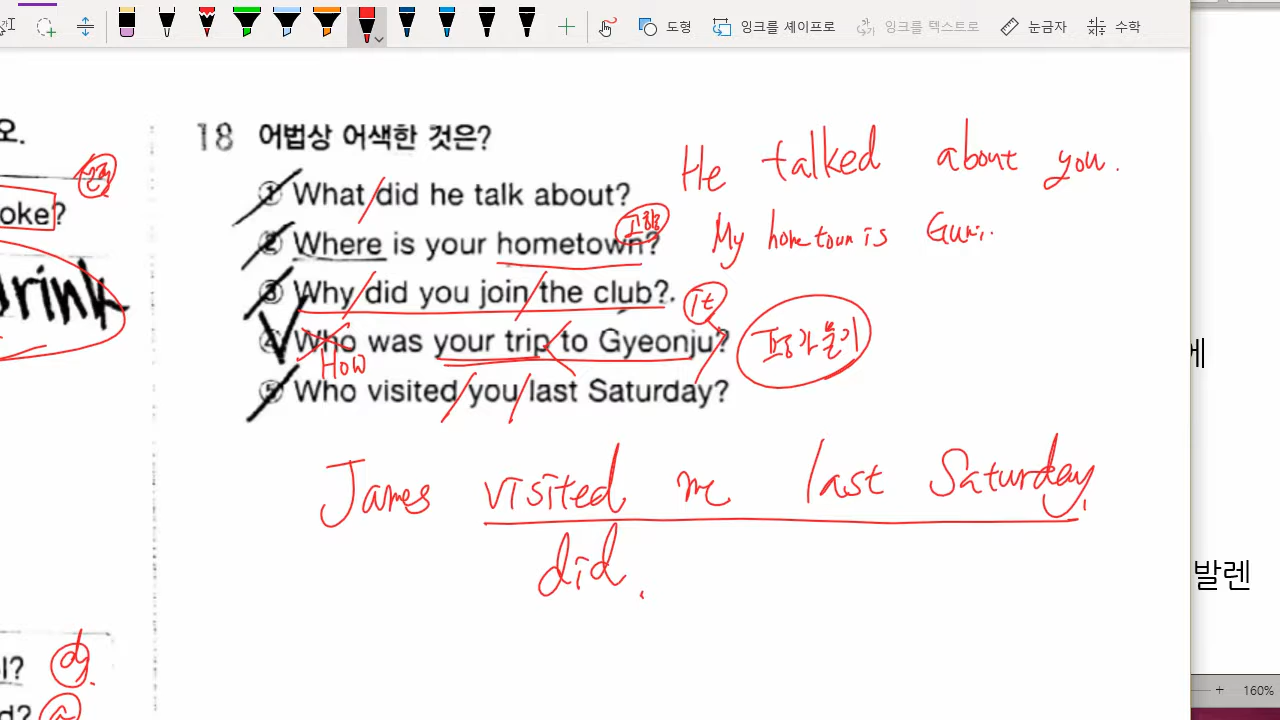 도형 잉크를 셰이프로 잉크를 텍스트로 눈금자 수학
오.
oke?
rink
18 어법상 어색한 것은?
① What did he talk about?
② Where is your hometown?
고향
③ Why did you join the club?.
④ Who was your trip to Gyeonju?
How
It
평가 묻기
⑤ Who visited you last Saturday?
He talked about you.
My hometown is Gumi.
James visited me last Saturday.
did.
에
발렌
160%